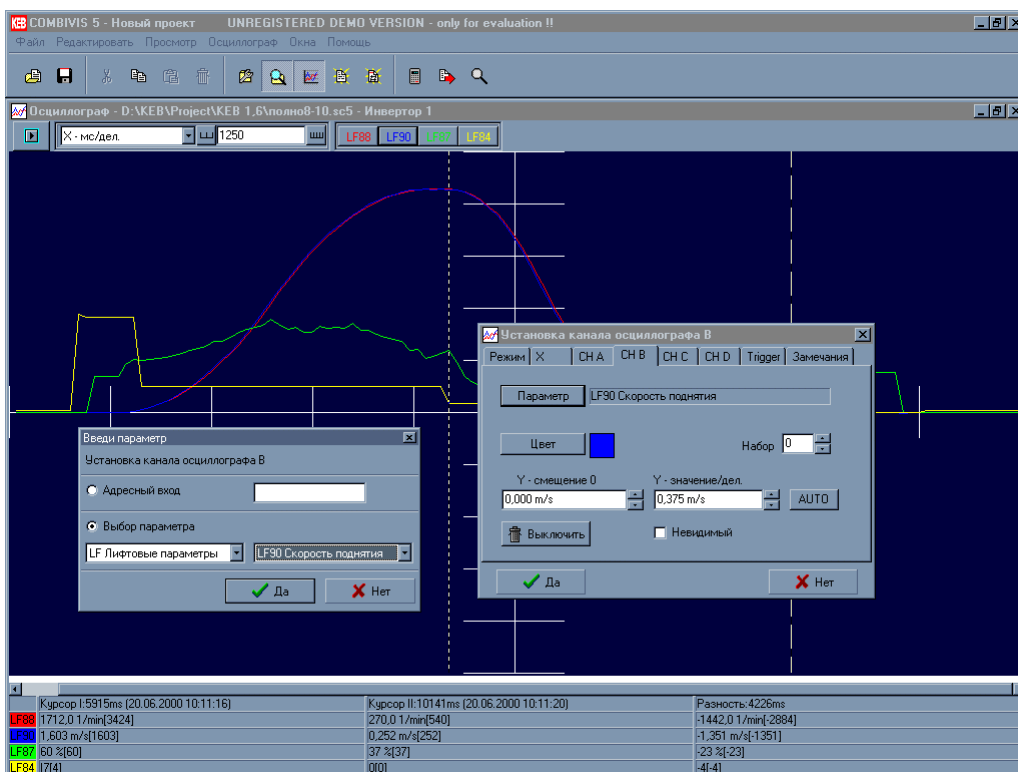 KEB COMBIVIS 5 - Новый проект UNREGISTERED DEMO VERSION - only for evaluation !!
Файл Редактировать Просмотр Осциллограф Окна Помощь
Осциллограф - D:\KEB\Project\KEB 1,6\полно8-10.sc5 - Инвертор 1
X - мс/дел. 1250 LF88 LF90 LF87 LF84
Установка канала осциллографа B
Режим X CH A CH B CH C CH D Trigger Замечания
Параметр LF90 Скорость поднятия
Цвет Набор 0
Y - смещение 0 Y - значение/дел.
0,000 m/s 0,375 m/s AUTO
Выключить Невидимый
Да Нет
Введи параметр
Установка канала осциллографа B
Адресный вход
Выбор параметра
LF Лифтовые параметры LF90 Скорость поднятия
Да Нет
Курсор I:5915ms (20.06.2000 10:11:16) Курсор II:10141ms (20.06.2000 10:11:20) Разность:4226ms
LF88 1712,0 1/min[3424] 270,0 1/min[540] -1442,0 1/min[-2884]
LF90 1,603 m/s[1603] 0,252 m/s[252] -1,351 m/s[-1351]
LF87 60 %[60] 37 %[37] -23 %[-23]
LF84 I7[4] 0[0] -4[-4]